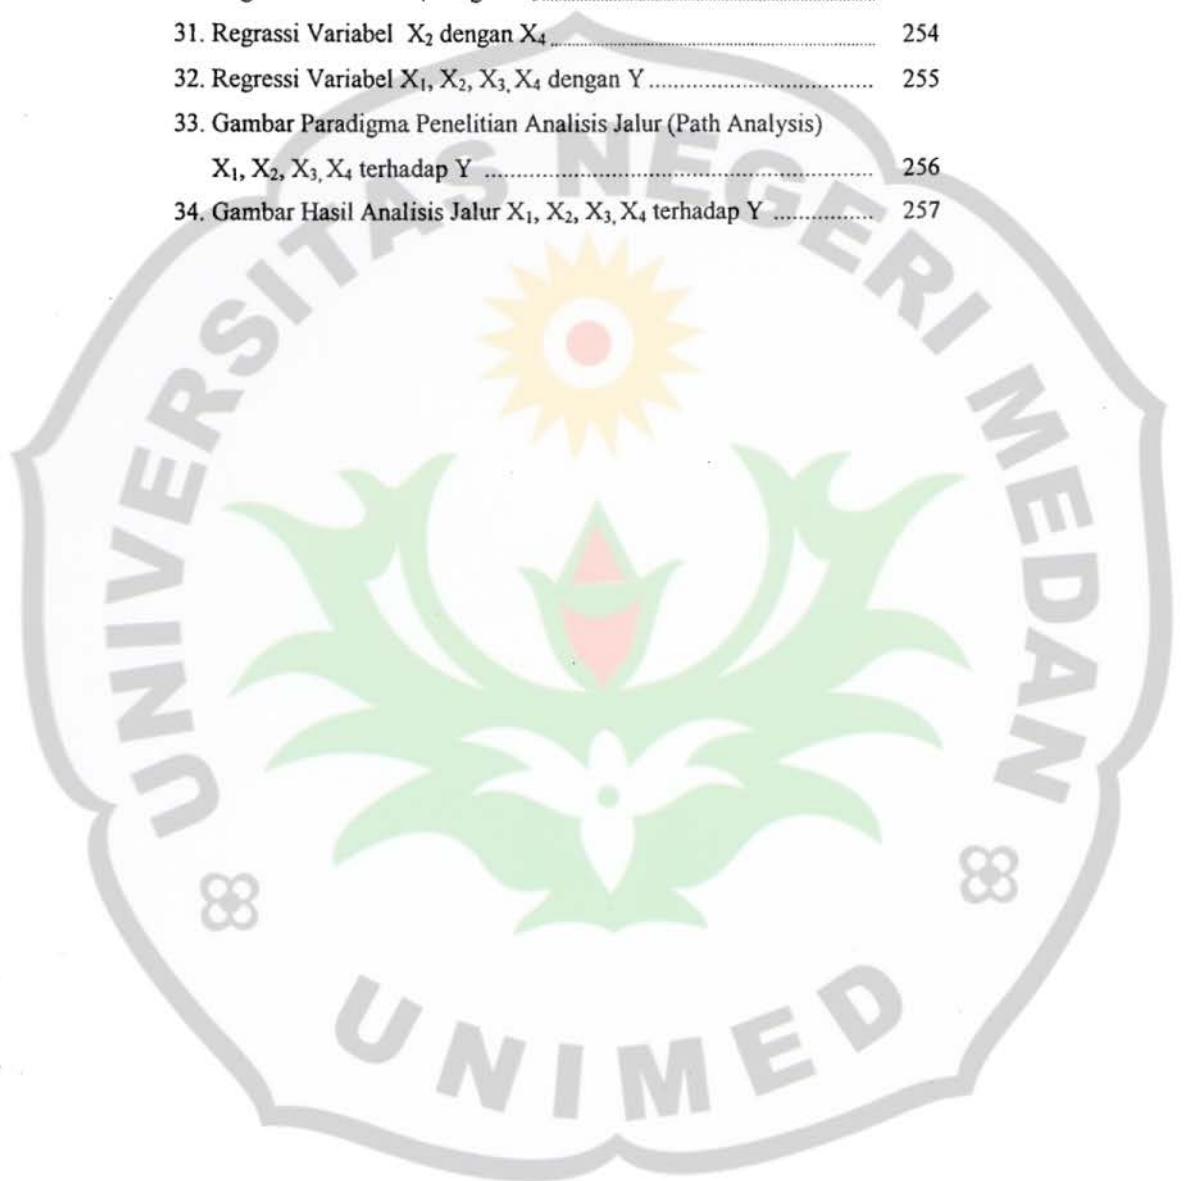 31. Regrassi Variabel X₂ dengan X₄ ........................ 254
32. Regressi Variabel X₁, X₂, X₃, X₄ dengan Y ........................ 255
33. Gambar Paradigma Penelitian Analisis Jalur (Path Analysis)
X₁, X₂, X₃, X₄ terhadap Y ........................ 256
34. Gambar Hasil Analisis Jalur X₁, X₂, X₃, X₄ terhadap Y ................ 257
UNIVERSITAS NEGERI MEDAN
UNIMED